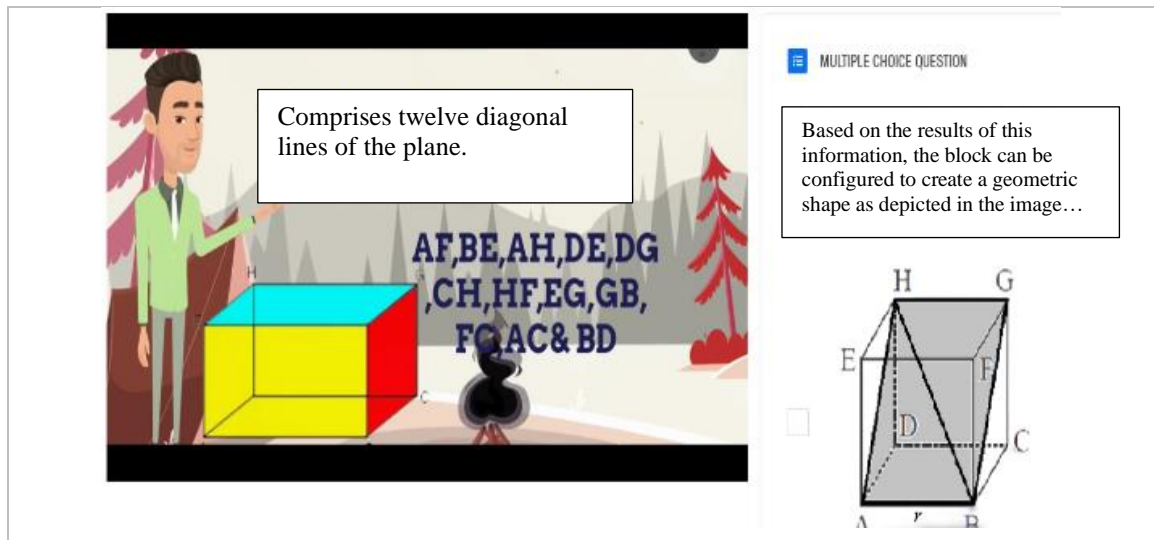 Comprises twelve diagonal
lines of the plane.
AF,BE,AH,DE,DG
,CH,HF,EG,GB,
FC,AC& BD
H
G
C
MULTIPLE CHOICE QUESTION
Based on the results of this
information, the block can be
configured to create a geometric
shape as depicted in the image…
H G
E F
D C
A r B